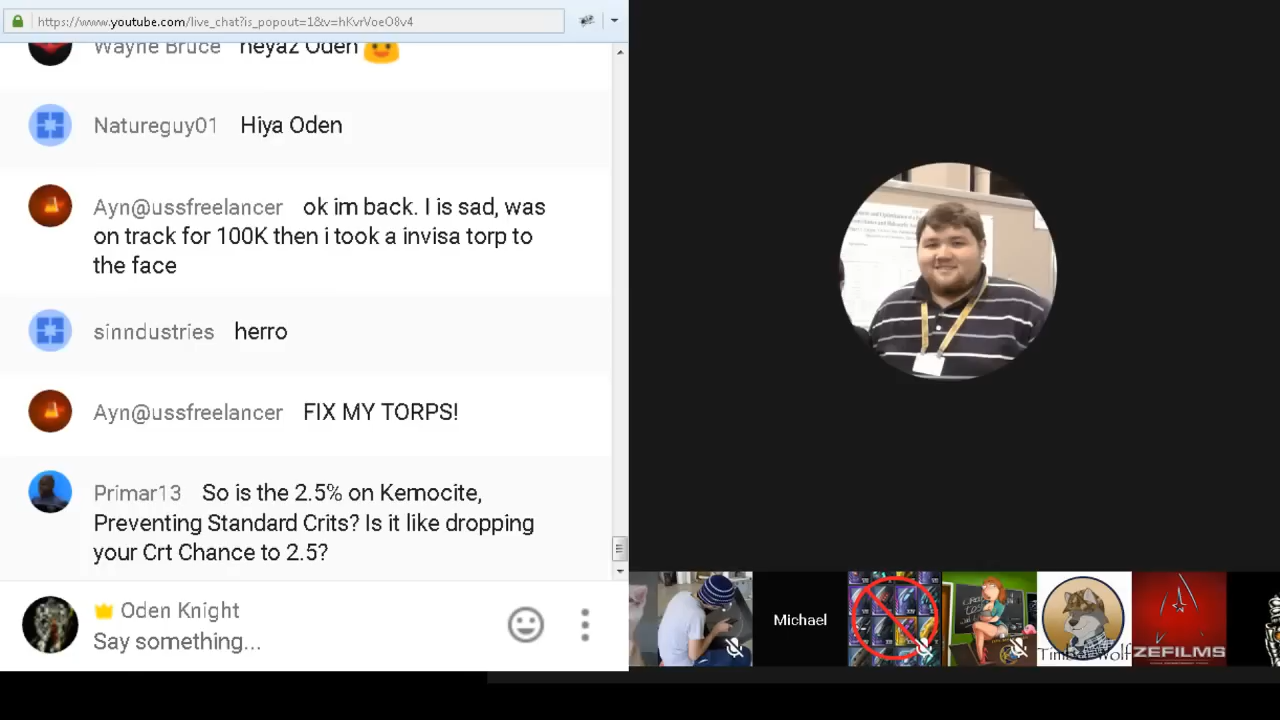 https://www.youtube.com/live_chat?is_popout=1&v=hKvrVoeO8v4
Wayne Bruce heyaz Oden
Natureguy01 Hiya Oden
Ayn@ussfreelancer ok im back. I is sad, was
on track for 100K then i took a invisa torp to
the face
sinndustries herro
Ayn@ussfreelancer FIX MY TORPS!
Primar13 So is the 2.5% on Kemocite,
Preventing Standard Crits? Is it like dropping
your Crt Chance to 2.5?
Oden Knight
Say something...
Michael
ZEFILMS